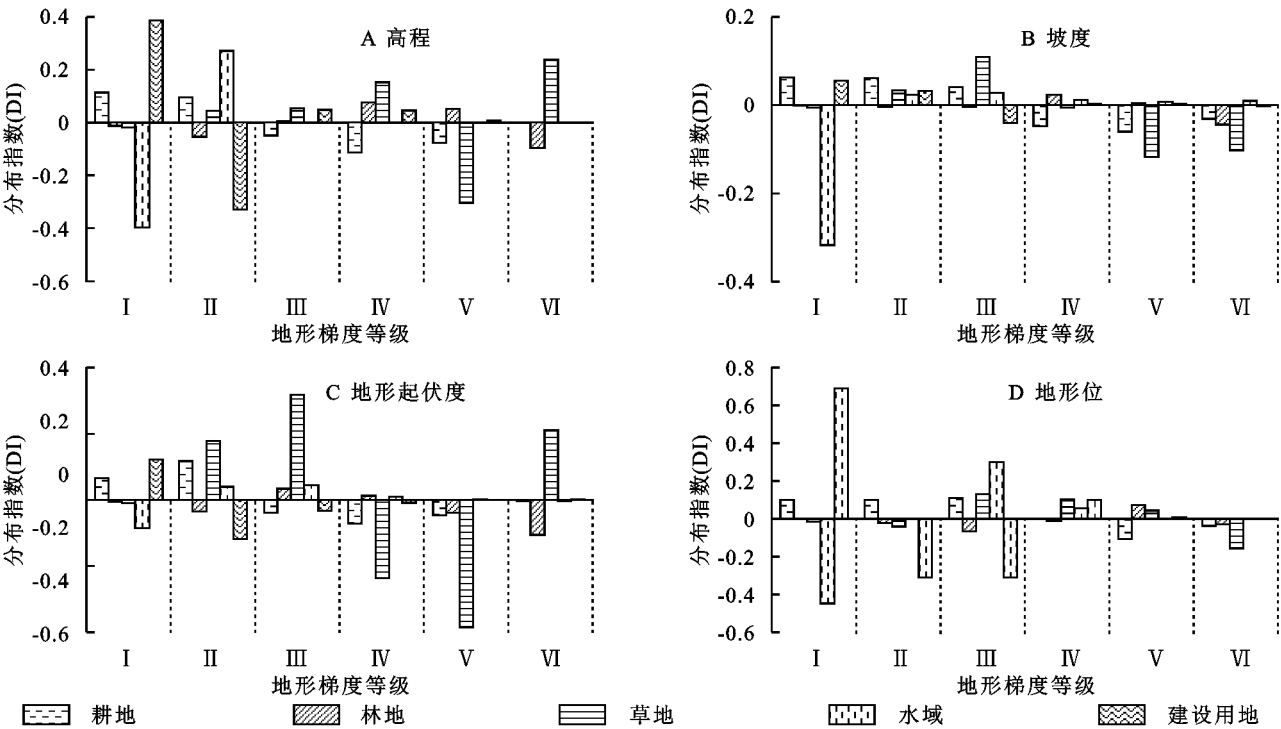 A 高程
0.4
0.2
0
-0.2
-0.4
-0.6
分布指数(DI)
Ⅰ Ⅱ Ⅲ Ⅳ Ⅴ Ⅵ
地形梯度等级
B 坡度
0.2
0
-0.2
-0.4
分布指数(DI)
Ⅰ Ⅱ Ⅲ Ⅳ Ⅴ Ⅵ
地形梯度等级
C 地形起伏度
0.4
0.2
0
-0.2
-0.4
-0.6
分布指数(DI)
Ⅰ Ⅱ Ⅲ Ⅳ Ⅴ Ⅵ
地形梯度等级
D 地形位
0.8
0.6
0.4
0.2
0
-0.2
-0.4
-0.6
分布指数(DI)
Ⅰ Ⅱ Ⅲ Ⅳ Ⅴ Ⅵ
地形梯度等级
耕地 林地 草地 水域 建设用地